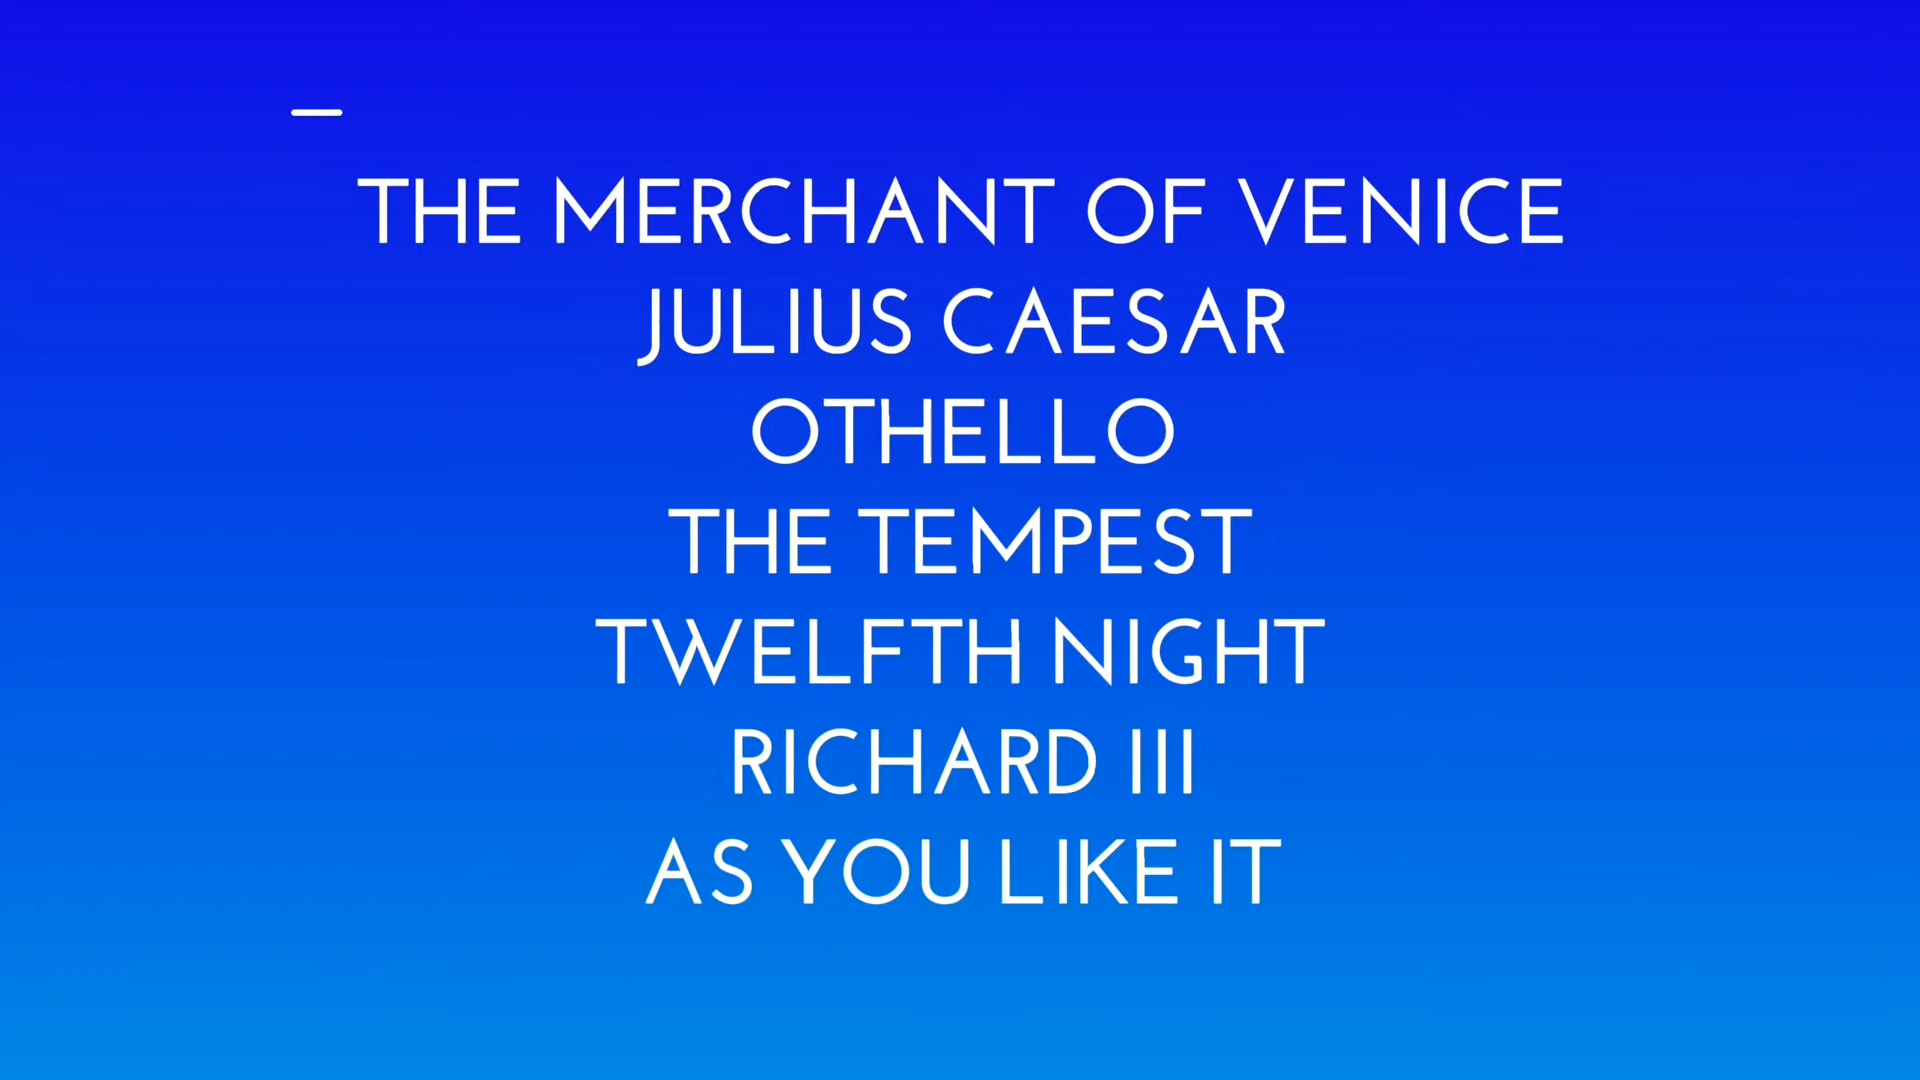 THE MERCHANT OF VENICE
JULIUS CAESAR
OTHELLO
THE TEMPEST
TWELFTH NIGHT
RICHARD III
AS YOU LIKE IT